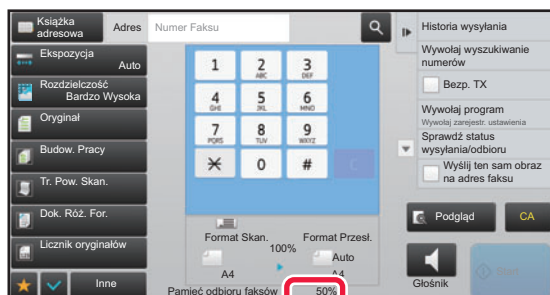 Książka
adresowa
Adres
Numer Faksu
Ekspozycja
Auto
Rozdzielczość
Bardzo Wysoka
Oryginał
Budow. Pracy
Tr. Pow. Skan.
Dok. Róż. For.
Licznik oryginałów
Inne
1
2
ABC
3
DEF
4
GHI
5
JKL
6
MNO
7
PQRS
8
TUV
9
WXYZ
0
#
C
Format Skan.
100%
Format Przesł.
Auto
A4
A4
Pamięć odbioru faksów
50%
Historia wysyłania
Wywołaj wyszukiwanie
numerów
Bezp. TX
Wywołaj program
Wywołaj zarejestr. ustawienia
Sprawdź status
wysyłania/odbioru
Wyślij ten sam obraz
na adres faksu
Podgląd
CA
Głośnik
Start